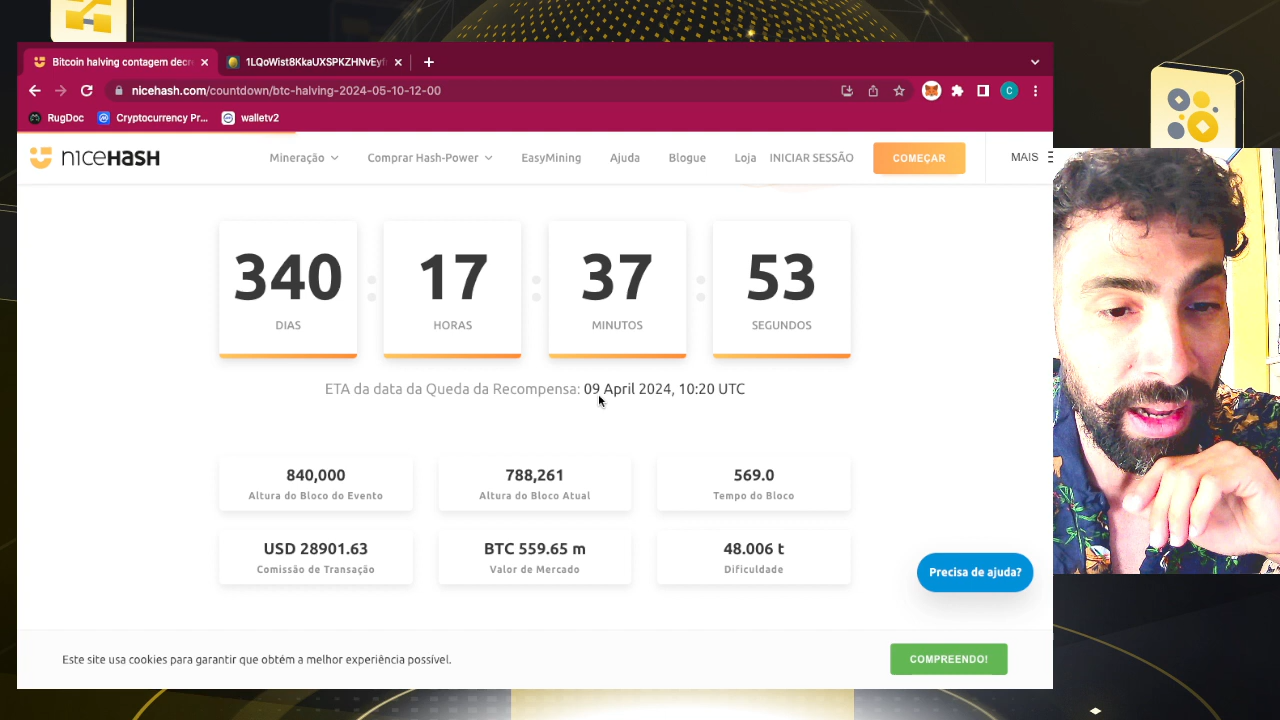 Bitcoin halving contagem decre
1LQoWist8KkaUXSPKZHNvEyf
nicehash.com/countdown/btc-halving-2024-05-10-12-00
C
RugDoc
Cryptocurrency Pr...
walletv2
nıceHasH
Mineração
Comprar Hash-Power
EasyMining
Ajuda
Blogue
Loja
INICIAR SESSÃO
COMEÇAR
MAIS
340 : 17 : 37 : 53
DIAS
HORAS
MINUTOS
SEGUNDOS
ETA da data da Queda da Recompensa: 09 April 2024, 10:20 UTC
840,000
Altura do Bloco do Evento
788,261
Altura do Bloco Atual
569.0
Tempo do Bloco
USD 28901.63
Comissão de Transação
BTC 559.65 m
Valor de Mercado
48.006 t
Dificuldade
Precisa de ajuda?
Este site usa cookies para garantir que obtém a melhor experiência possível.
COMPREENDO!